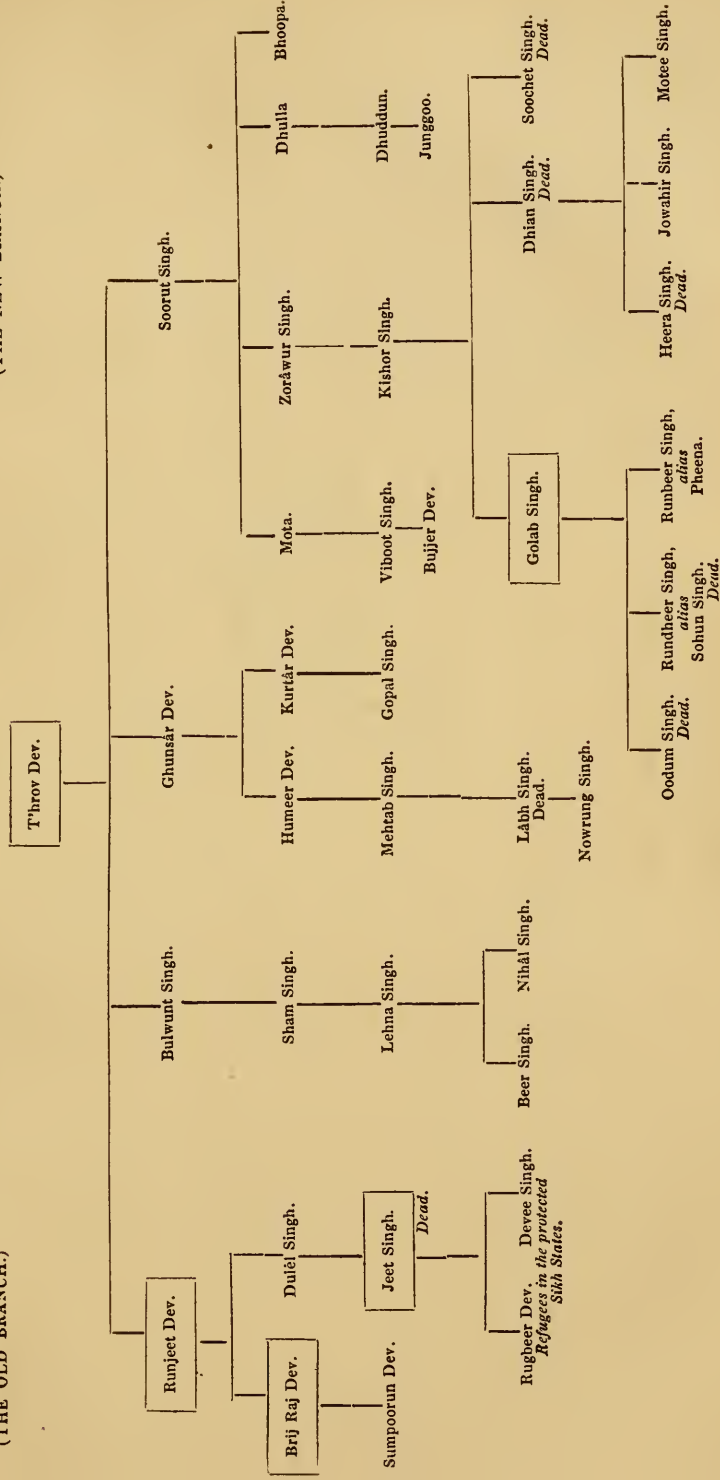 (THE OLD BRANCH.)
T'hrov Dev.
Runjeet Dev.
Bulwunt Singh.
Ghunsâr Dev.
Soorut Singh.
Brij Raj Dev.
Dulèl Singh.
Sham Singh.
Humeer Dev.
Kurtâr Dev.
Mota.
Zorâwur Singh.
Dhulla
Bhoopa.
Sumpoorun Dev.
Jeet Singh.
Dead.
Lehna Singh.
Mehtab Singh.
Gopal Singh.
Viboot Singh.
Bujjer Dev.
Kishor Singh.
Dhuddun.
Junggoo.
Rugbeer Dev.
Devee Singh.
Refugees in the protected
Sikh States.
Beer Singh.
Nihâl Singh.
Lâbh Singh.
Dead.
Nowrung Singh.
Golab Singh.
Dhian Singh.
Dead.
Soochet Singh.
Dead.
Oodum Singh.
Dead.
Rundheer Singh,
alias
Sohun Singh.
Dead.
Runbeer Singh,
alias
Pheena.
Heera Singh.
Dead.
Jowahir Singh.
Motee Singh.